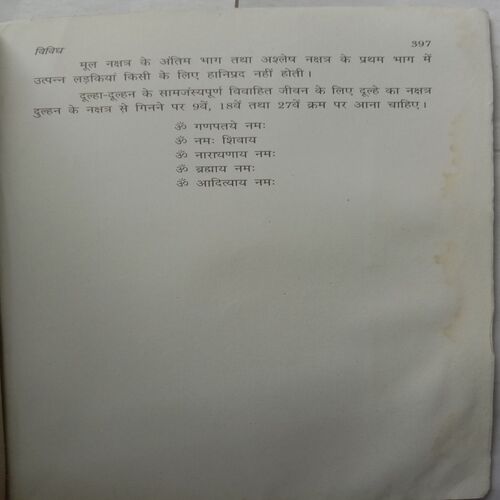 विविध 397
मूल नक्षत्र के अंतिम भाग तथा अश्लेष नक्षत्र के प्रथम भाग में
उत्पन्न लड़कियां किसी के लिए हानिप्रद नहीं होती।
दूल्हा-दूल्हन के सामजंस्यपूर्ण विवाहित जीवन के लिए दूल्हे का नक्षत्र
दुल्हन के नक्षत्र से गिनने पर 9वें, 18वें तथा 27वें क्रम पर आना चाहिए।
ॐ गणपतये नमः
ॐ नमः शिवाय
ॐ नारायणाय नमः
ॐ ब्रह्माय नमः
ॐ आदित्याय नमः